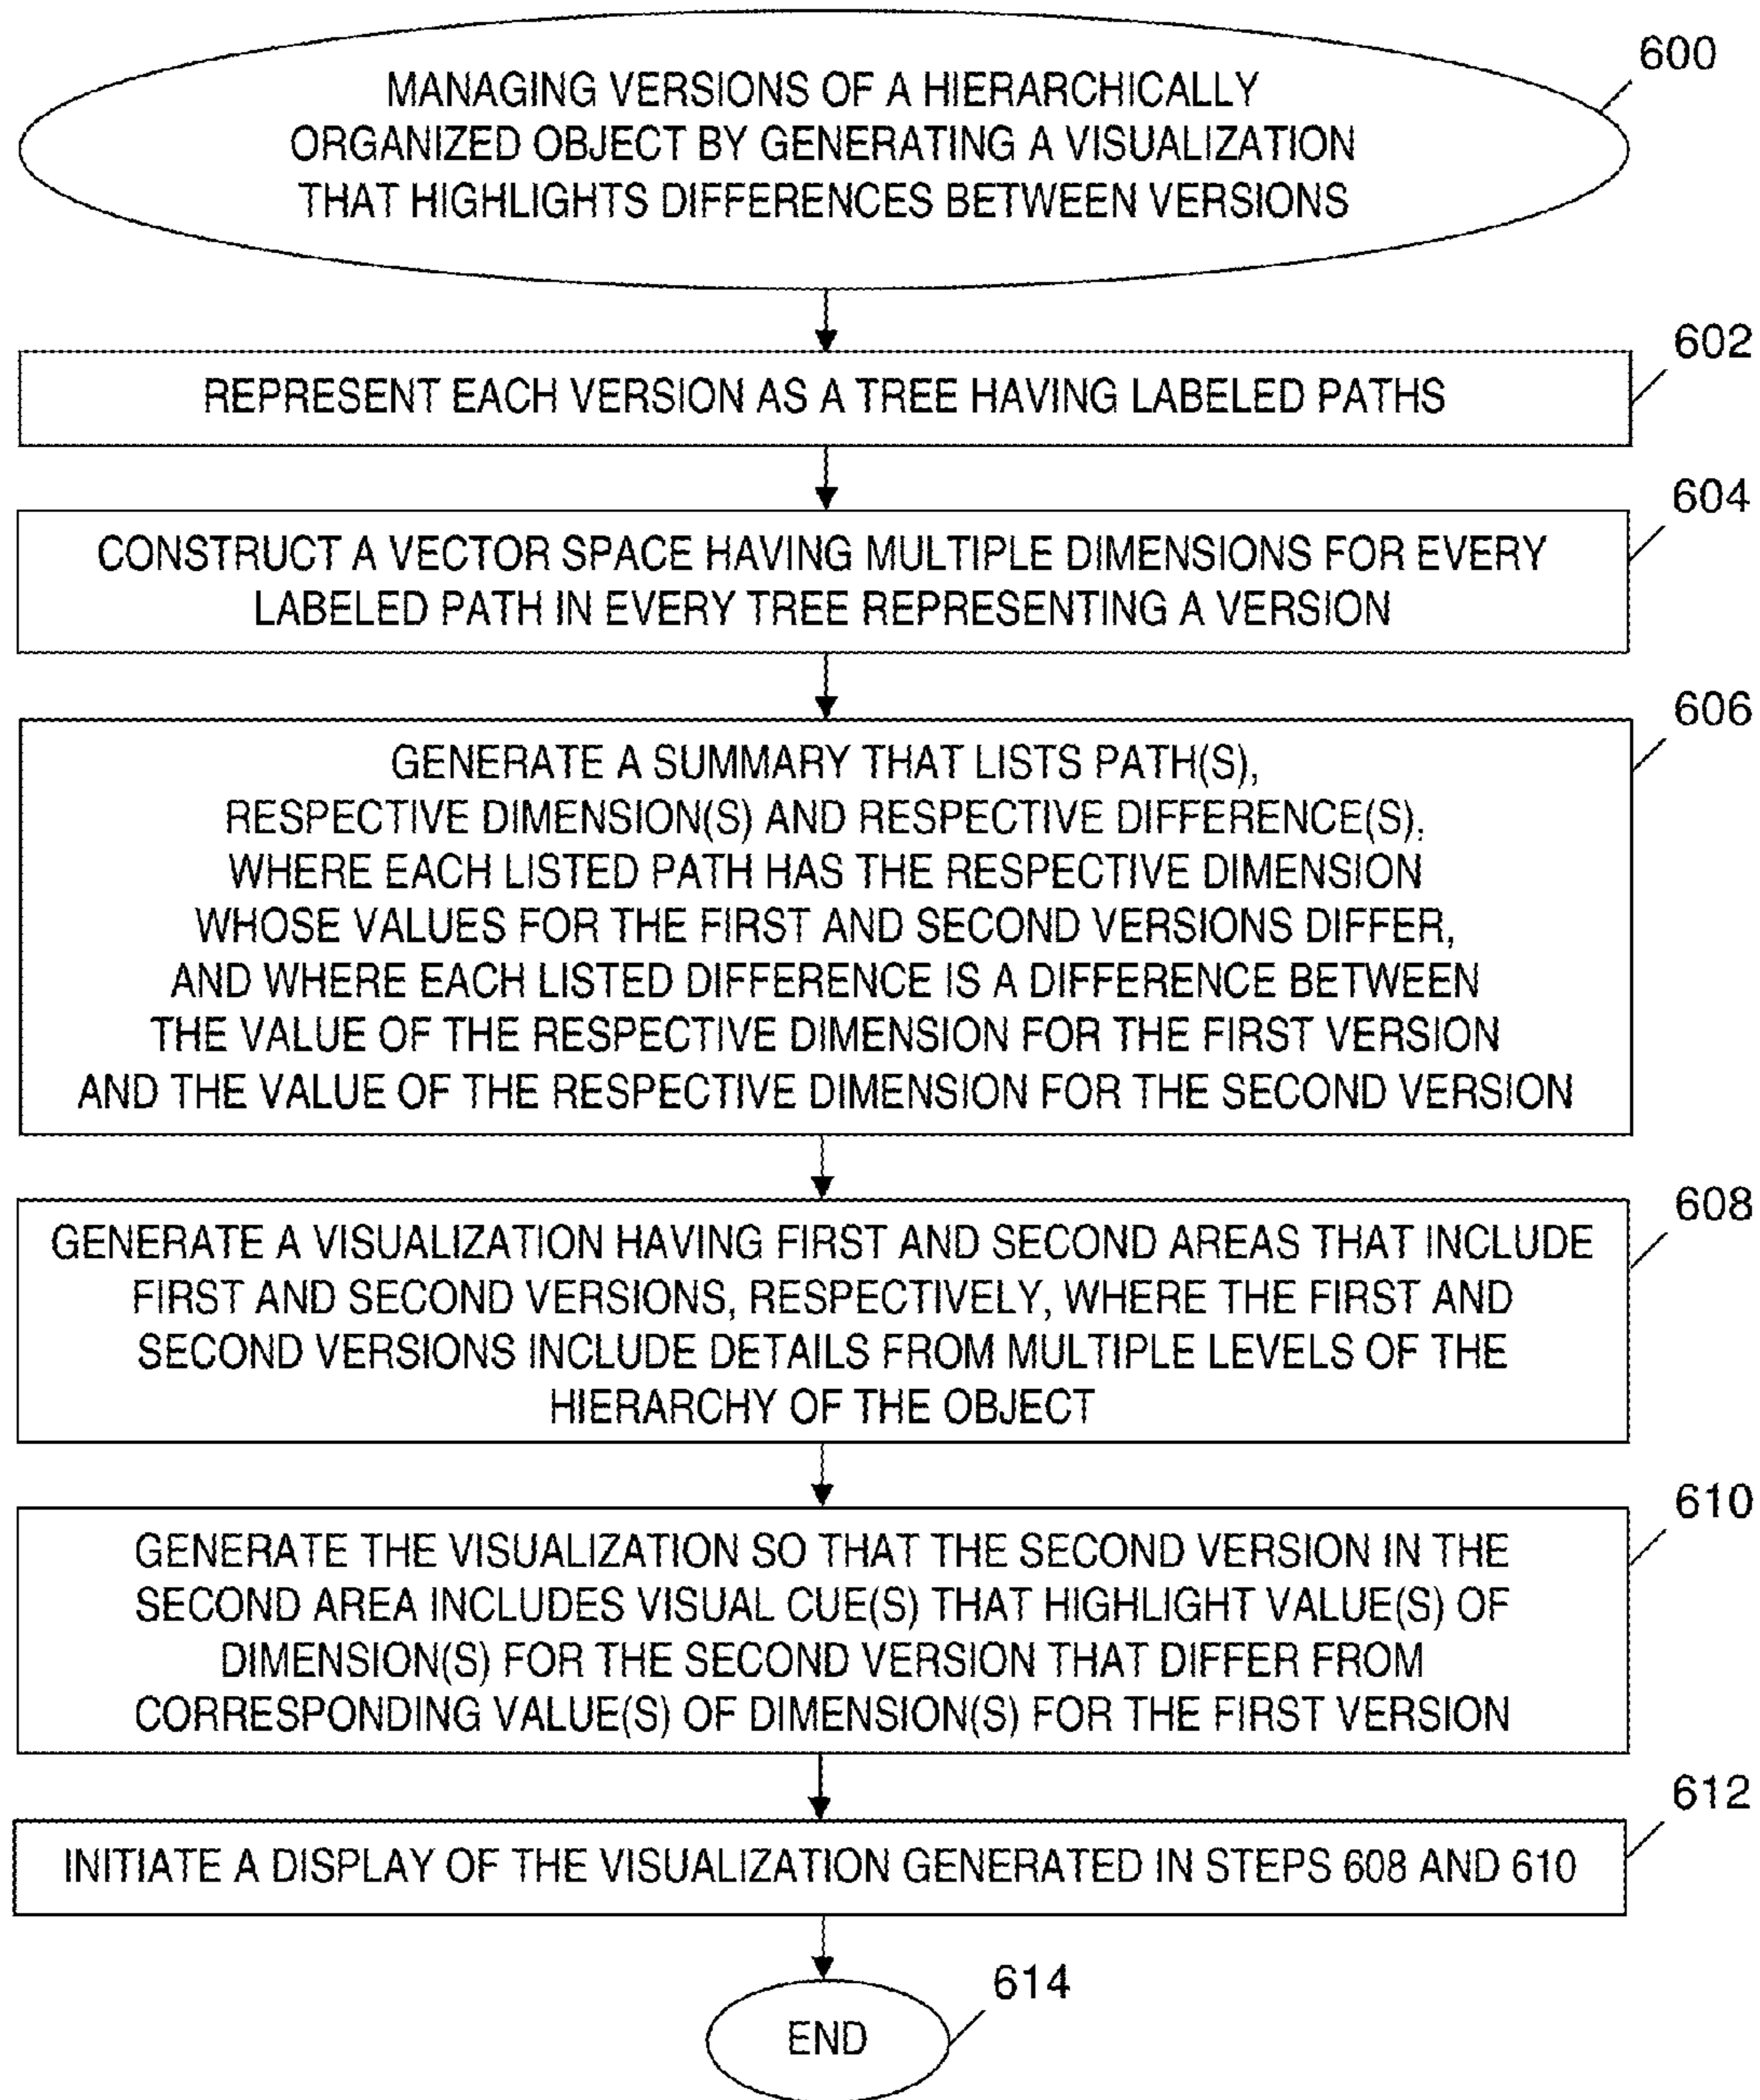 MANAGING VERSIONS OF A HIERARCHICALLY
ORGANIZED OBJECT BY GENERATING A VISUALIZATION
THAT HIGHLIGHTS DIFFERENCES BETWEEN VERSIONS
600
REPRESENT EACH VERSION AS A TREE HAVING LABELED PATHS
602
CONSTRUCT A VECTOR SPACE HAVING MULTIPLE DIMENSIONS FOR EVERY
LABELED PATH IN EVERY TREE REPRESENTING A VERSION
604
GENERATE A SUMMARY THAT LISTS PATH(S),
RESPECTIVE DIMENSION(S) AND RESPECTIVE DIFFERENCE(S),
WHERE EACH LISTED PATH HAS THE RESPECTIVE DIMENSION
WHOSE VALUES FOR THE FIRST AND SECOND VERSIONS DIFFER,
AND WHERE EACH LISTED DIFFERENCE IS A DIFFERENCE BETWEEN
THE VALUE OF THE RESPECTIVE DIMENSION FOR THE FIRST VERSION
AND THE VALUE OF THE RESPECTIVE DIMENSION FOR THE SECOND VERSION
606
GENERATE A VISUALIZATION HAVING FIRST AND SECOND AREAS THAT INCLUDE
FIRST AND SECOND VERSIONS, RESPECTIVELY, WHERE THE FIRST AND
SECOND VERSIONS INCLUDE DETAILS FROM MULTIPLE LEVELS OF THE
HIERARCHY OF THE OBJECT
608
GENERATE THE VISUALIZATION SO THAT THE SECOND VERSION IN THE
SECOND AREA INCLUDES VISUAL CUE(S) THAT HIGHLIGHT VALUE(S) OF
DIMENSION(S) FOR THE SECOND VERSION THAT DIFFER FROM
CORRESPONDING VALUE(S) OF DIMENSION(S) FOR THE FIRST VERSION
610
INITIATE A DISPLAY OF THE VISUALIZATION GENERATED IN STEPS 608 AND 610
612
END
614